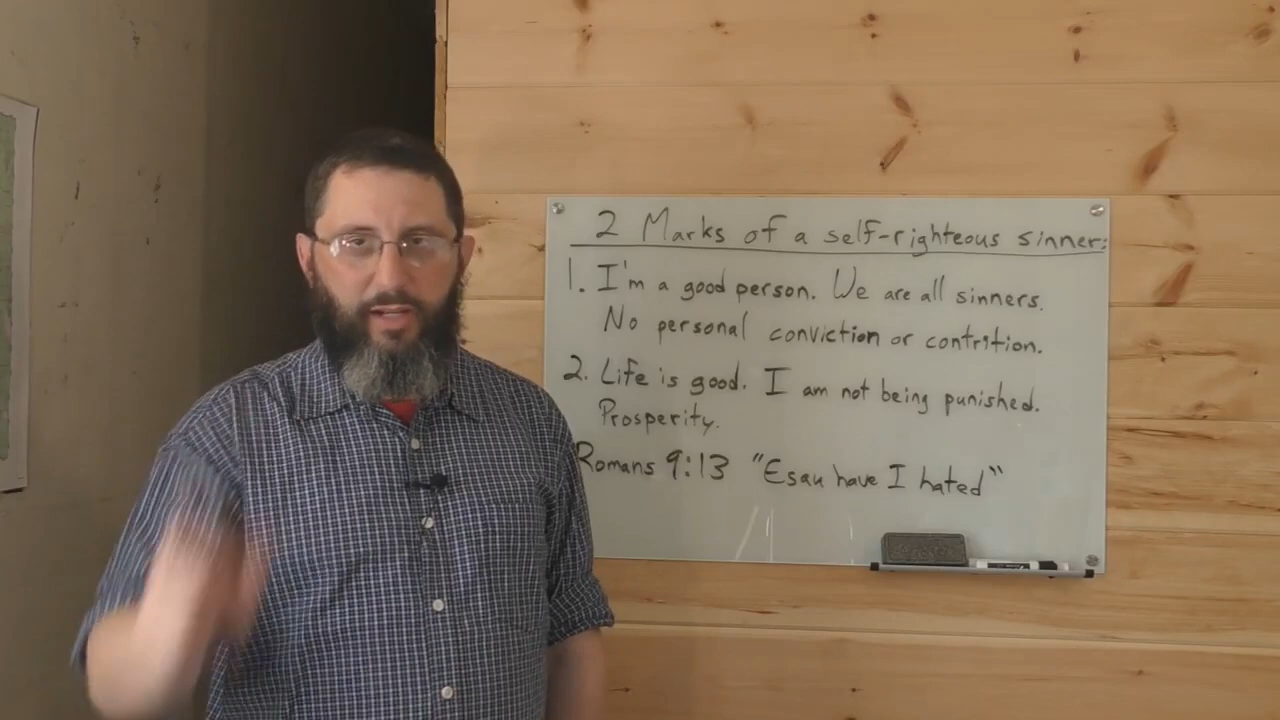 2 Marks of a self-righteous sinner:
1. I'm a good person. We are all sinners.
No personal conviction or contrition.
2. Life is good. I am not being punished.
Prosperity.
Romans 9:13 "Esau have I hated"